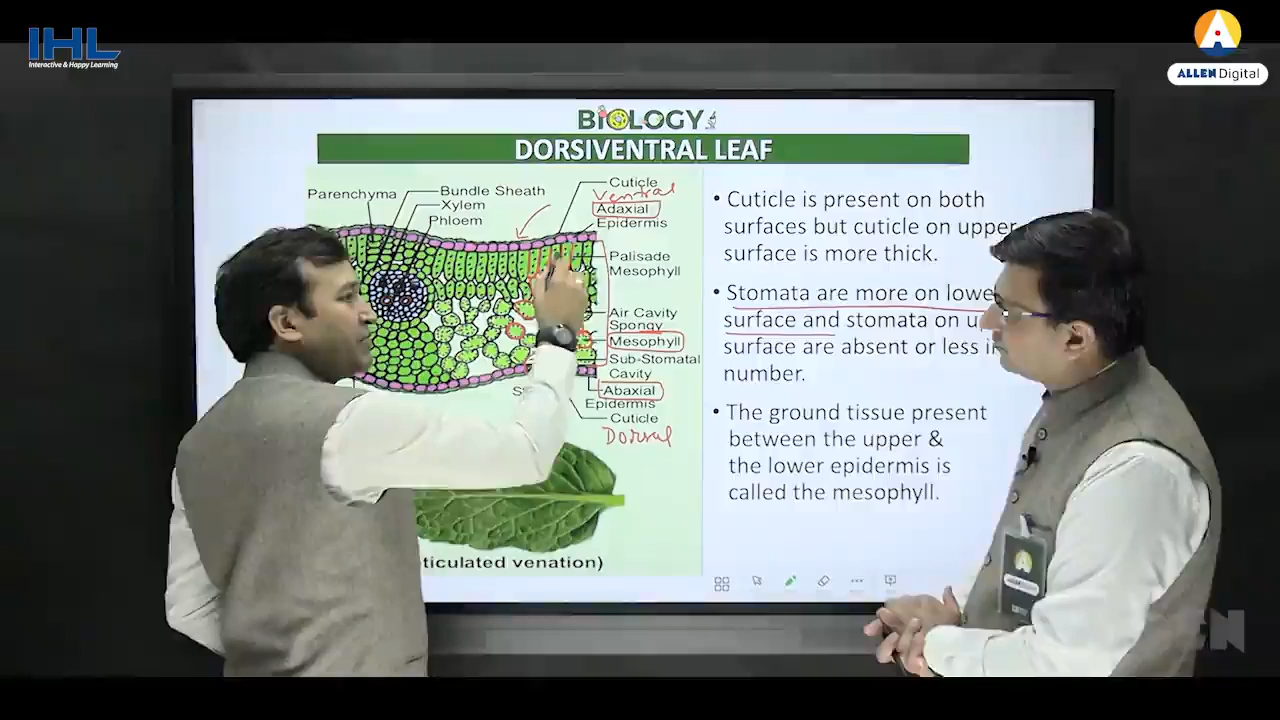 IHL
Interactive & Happy Learning
A
ALLEN Digital
BIOLOGY
DORSIVENTRAL LEAF
Parenchyma
Bundle Sheath
Xylem
Phloem
Cuticle
Ventral
Adaxial
Epidermis
Palisade
Mesophyll
Air Cavity
Spongy
Mesophyll
Sub-Stomatal
Cavity
Abaxial
Epidermis
Cuticle
Dorsal
ticulated venation)
• Cuticle is present on both
surfaces but cuticle on upper
surface is more thick.
• Stomata are more on lowe
surface and stomata on u
surface are absent or less i
number.
• The ground tissue present
between the upper &
the lower epidermis is
called the mesophyll.
ALLEN